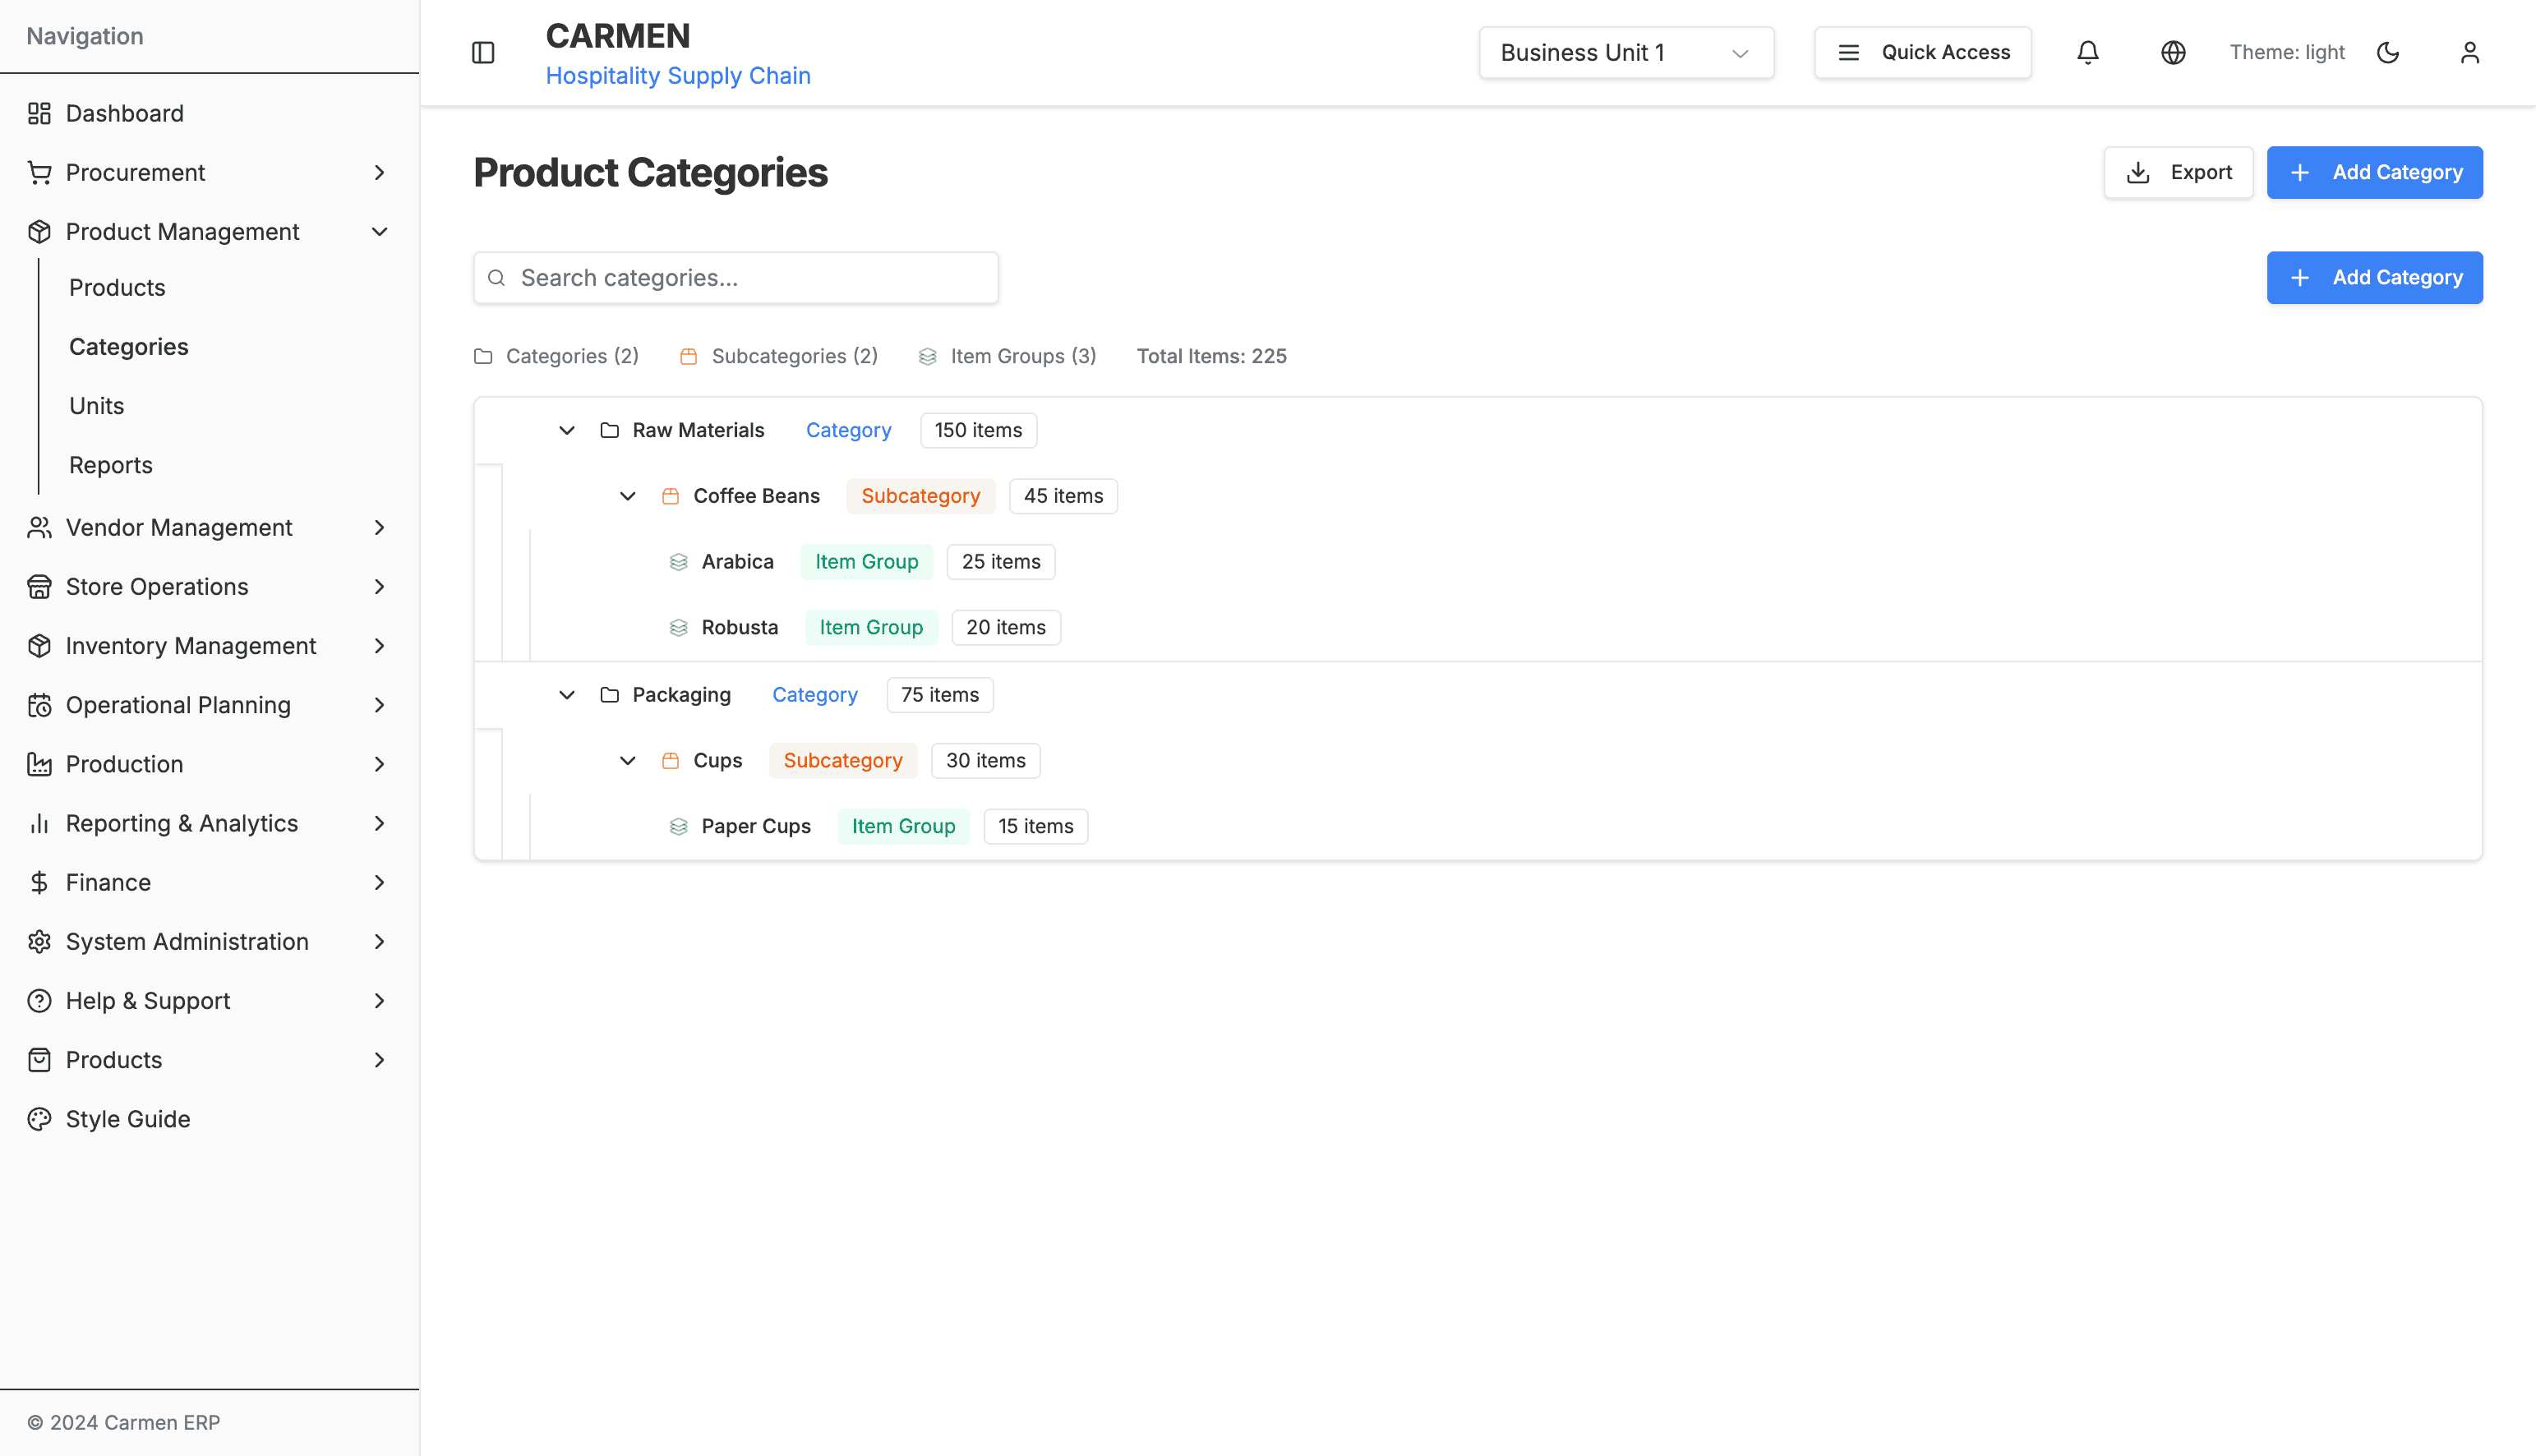 Navigation
Dashboard
Procurement
Product Management
Products
Categories
Units
Reports
Vendor Management
Store Operations
Inventory Management
Operational Planning
Production
Reporting & Analytics
Finance
System Administration
Help & Support
Products
Style Guide
© 2024 Carmen ERP
CARMEN
Hospitality Supply Chain
Business Unit 1
Quick Access
Theme: light
Product Categories
Export
Add Category
Search categories...
Add Category
Categories (2) Subcategories (2) Item Groups (3) Total Items: 225
Raw Materials Category 150 items
Coffee Beans Subcategory 45 items
Arabica Item Group 25 items
Robusta Item Group 20 items
Packaging Category 75 items
Cups Subcategory 30 items
Paper Cups Item Group 15 items